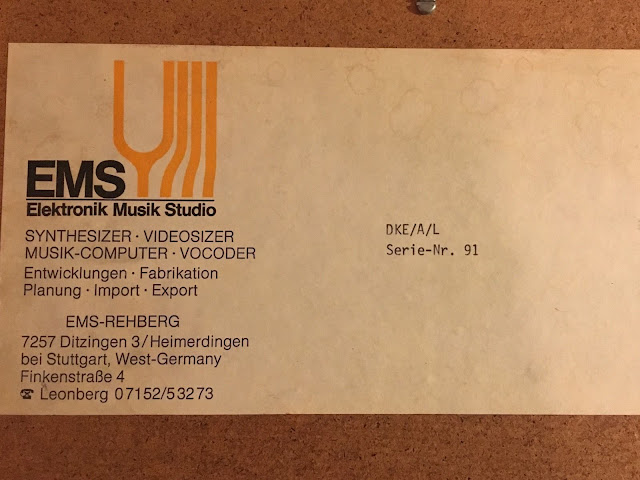 EMS
Elektronik Musik Studio
SYNTHESIZER · VIDEOSIZER
MUSIK-COMPUTER · VOCODER
Entwicklungen · Fabrikation
Planung · Import · Export
EMS-REHBERG
7257 Ditzingen 3/Heimerdingen
bei Stuttgart, West-Germany
Finkenstraße 4
☎ Leonberg 07152/53273
DKE/A/L
Serie-Nr. 91